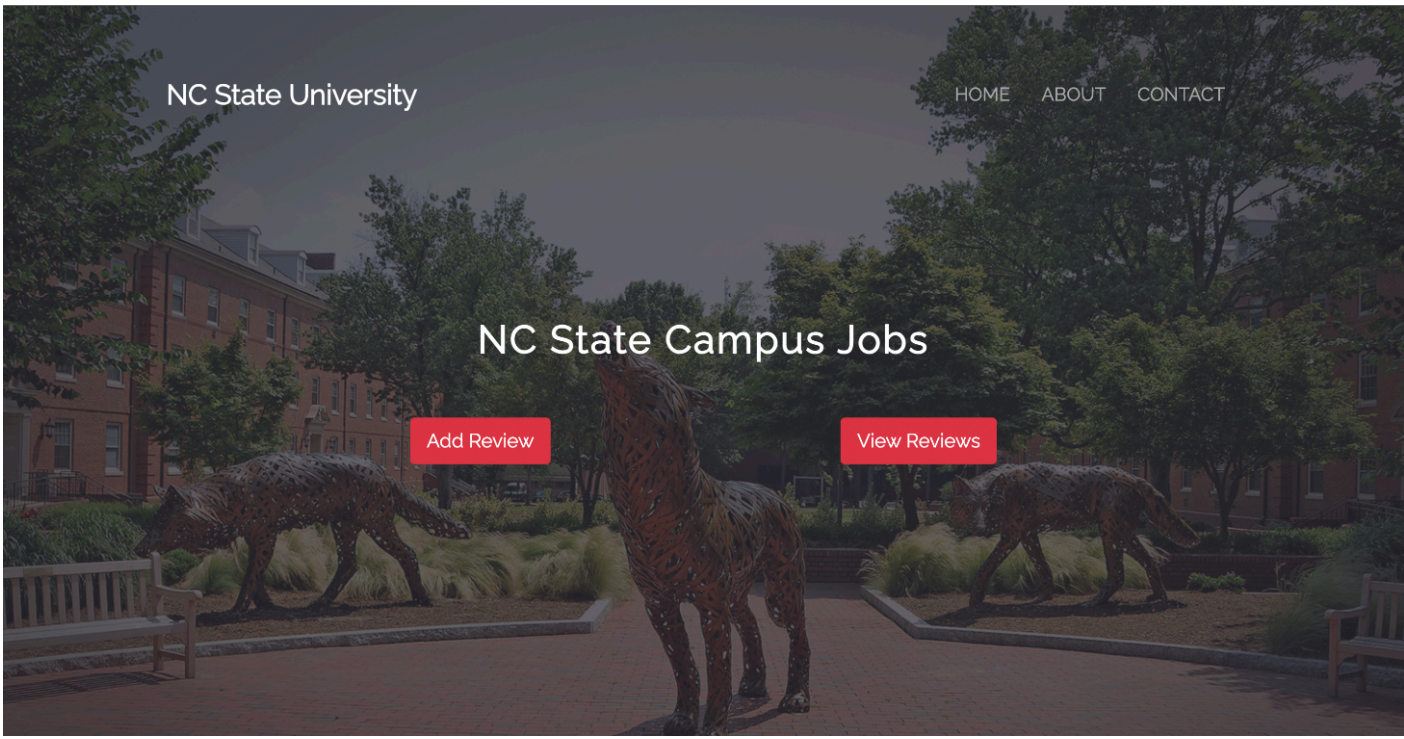 NC State University
HOME ABOUT CONTACT
NC State Campus Jobs
Add Review
View Reviews